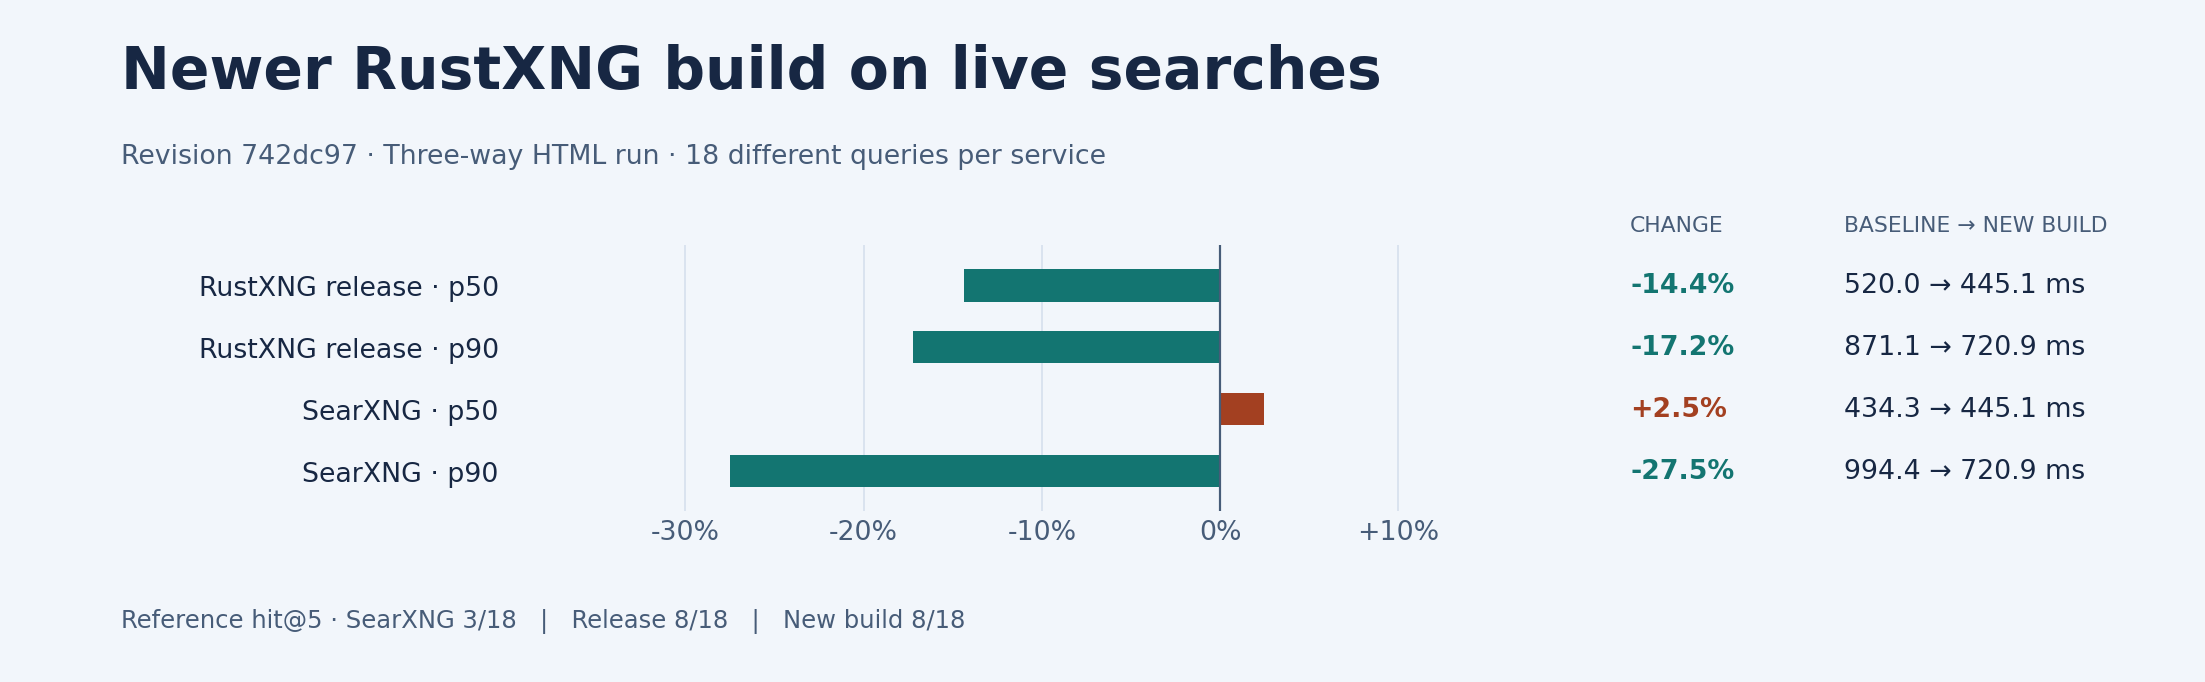 Newer RustXNG build on live searches
Revision 742dc97 · Three-way HTML run · 18 different queries per service
CHANGE BASELINE → NEW BUILD
RustXNG release · p50 -14.4% 520.0 → 445.1 ms
RustXNG release · p90 -17.2% 871.1 → 720.9 ms
SearXNG · p50 +2.5% 434.3 → 445.1 ms
SearXNG · p90 -27.5% 994.4 → 720.9 ms
-30% -20% -10% 0% +10%
Reference hit@5 · SearXNG 3/18 | Release 8/18 | New build 8/18